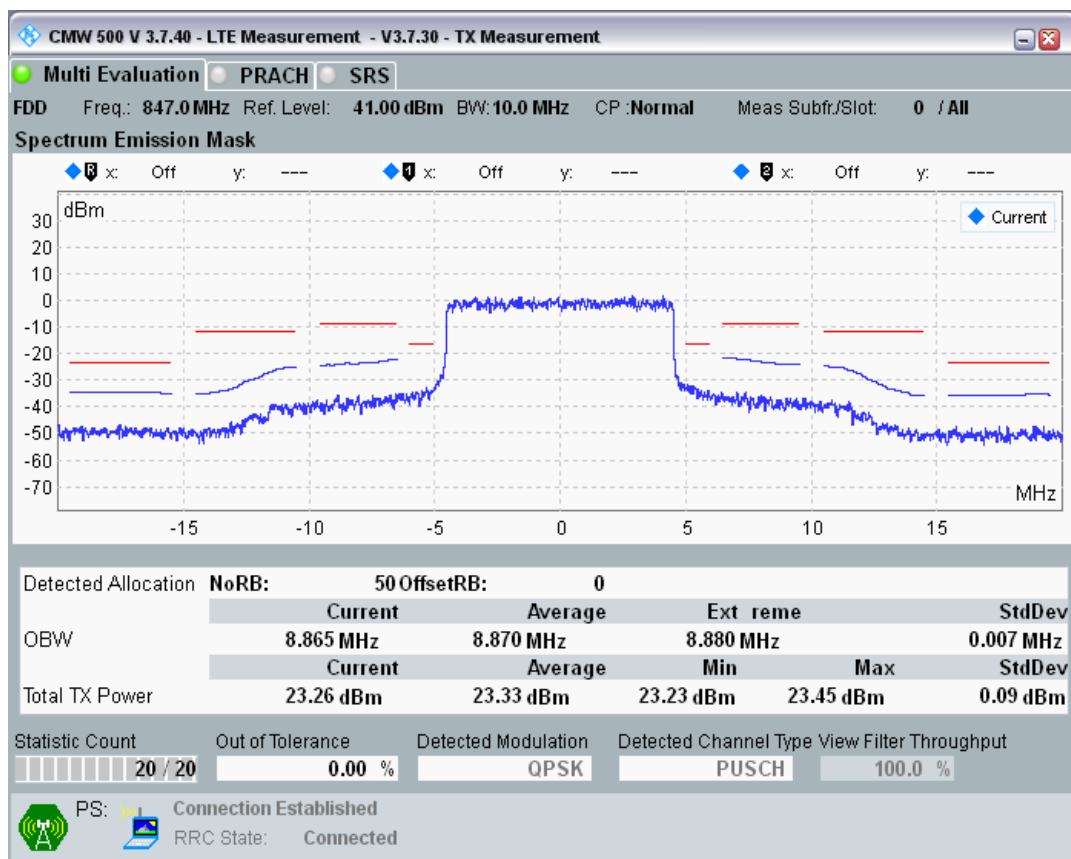 CMW 500 V 3.7.40 - LTE Measurement - V3.7.30 - TX Measurement
Multi Evaluation PRACH SRS
FDD Freq.: 847.0 MHz Ref. Level: 41.00 dBm BW: 10.0 MHz CP :Normal Meas Subfr./Slot: 0 / All
Spectrum Emission Mask
R x: Off y: --- 1 x: Off y: --- 2 x: Off y: ---
dBm
Current
30
20
10
0
-10
-20
-30
-40
-50
-60
-70
MHz
-15 -10 -5 0 5 10 15
Detected Allocation NoRB: 50 OffsetRB: 0
Current Average Ext reme StdDev
OBW 8.865 MHz 8.870 MHz 8.880 MHz 0.007 MHz
Current Average Min Max StdDev
Total TX Power 23.26 dBm 23.33 dBm 23.23 dBm 23.45 dBm 0.09 dBm
Statistic Count Out of Tolerance Detected Modulation Detected Channel Type View Filter Throughput
20 / 20 0.00 % QPSK PUSCH 100.0 %
PS: Connection Established
RRC State: Connected